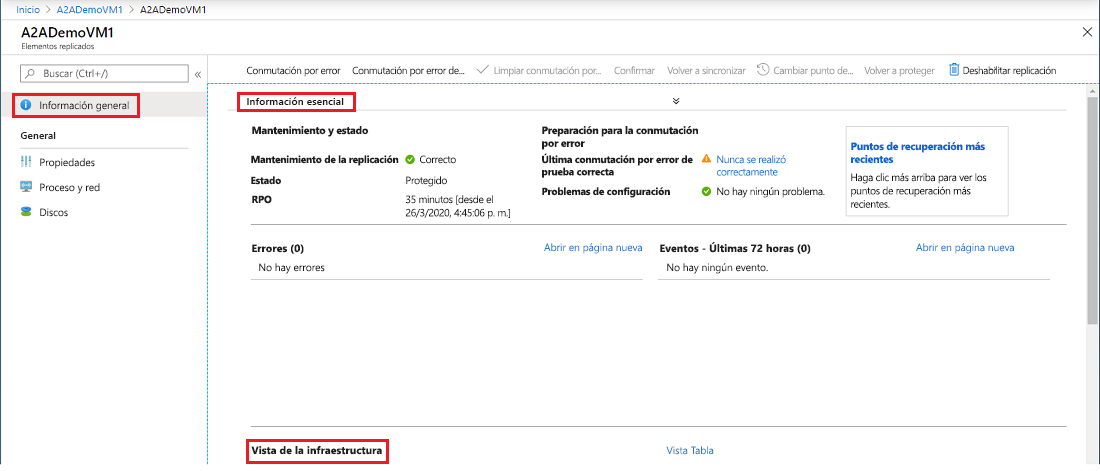 Inicio > A2ADemoVM1 > A2ADemoVM1
A2ADemoVM1
Elementos replicados
Buscar (Ctrl+/)
«
Información general
General
Propiedades
Proceso y red
Discos
Conmutación por error
Conmutación por error de...
Limpiar conmutación por...
Confirmar
Volver a sincronizar
Cambiar punto de...
Volver a proteger
Deshabilitar replicación
Información esencial
Mantenimiento y estado
Mantenimiento de la replicación
Correcto
Estado
Protegido
RPO
35 minutos [desde el
26/3/2020, 4:45:06 p. m.]
Preparación para la conmutación
por error
Última conmutación por error de
prueba correcta
Nunca se realizó
correctamente
Problemas de configuración
No hay ningún problema.
Puntos de recuperación más
recientes
Haga clic más arriba para ver los
puntos de recuperación más
recientes.
Errores (0)
Abrir en página nueva
No hay errores
Eventos - Últimas 72 horas (0)
Abrir en página nueva
No hay ningún evento.
Vista de la infraestructura
Vista Tabla